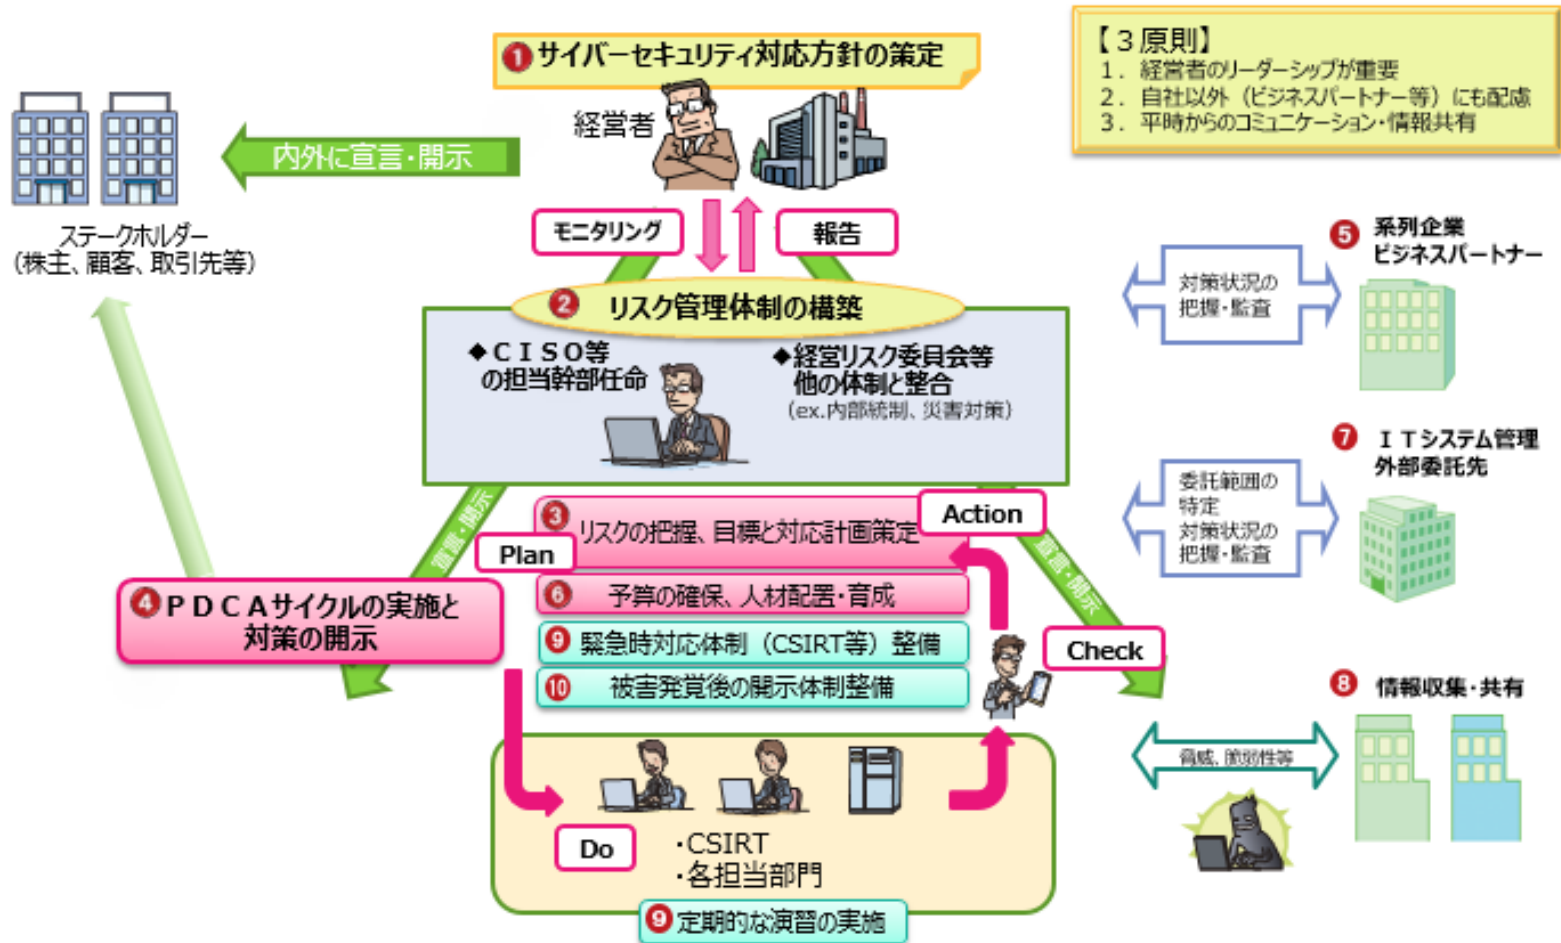 ❶サイバーセキュリティ対応方針の策定
【３原則】
１．経営者のリーダーシップが重要
２．自社以外（ビジネスパートナー等）にも配慮
３．平時からのコミュニケーション・情報共有
経営者
内外に宣言・開示
ステークホルダー
（株主、顧客、取引先等）
モニタリング
報告
❷ リスク管理体制の構築
◆ＣＩＳＯ等
の担当幹部任命
◆経営リスク委員会等
他の体制と整合
（ex.内部統制、災害対策）
❺ 系列企業
ビジネスパートナー
対策状況の
把握・監査
❼ ＩＴシステム管理
外部委託先
委託範囲の
特定
対策状況の
把握・監査
宣言・開示
宣言・開示
Plan
Action
❸ リスクの把握、目標と対応計画策定
❻ 予算の確保、人材配置・育成
❹ＰＤＣＡサイクルの実施と
対策の開示
❾ 緊急時対応体制（CSIRT等）整備
❿ 被害発覚後の開示体制整備
Check
❽ 情報収集・共有
脅威、脆弱性等
Do
・CSIRT
・各担当部門
❾ 定期的な演習の実施